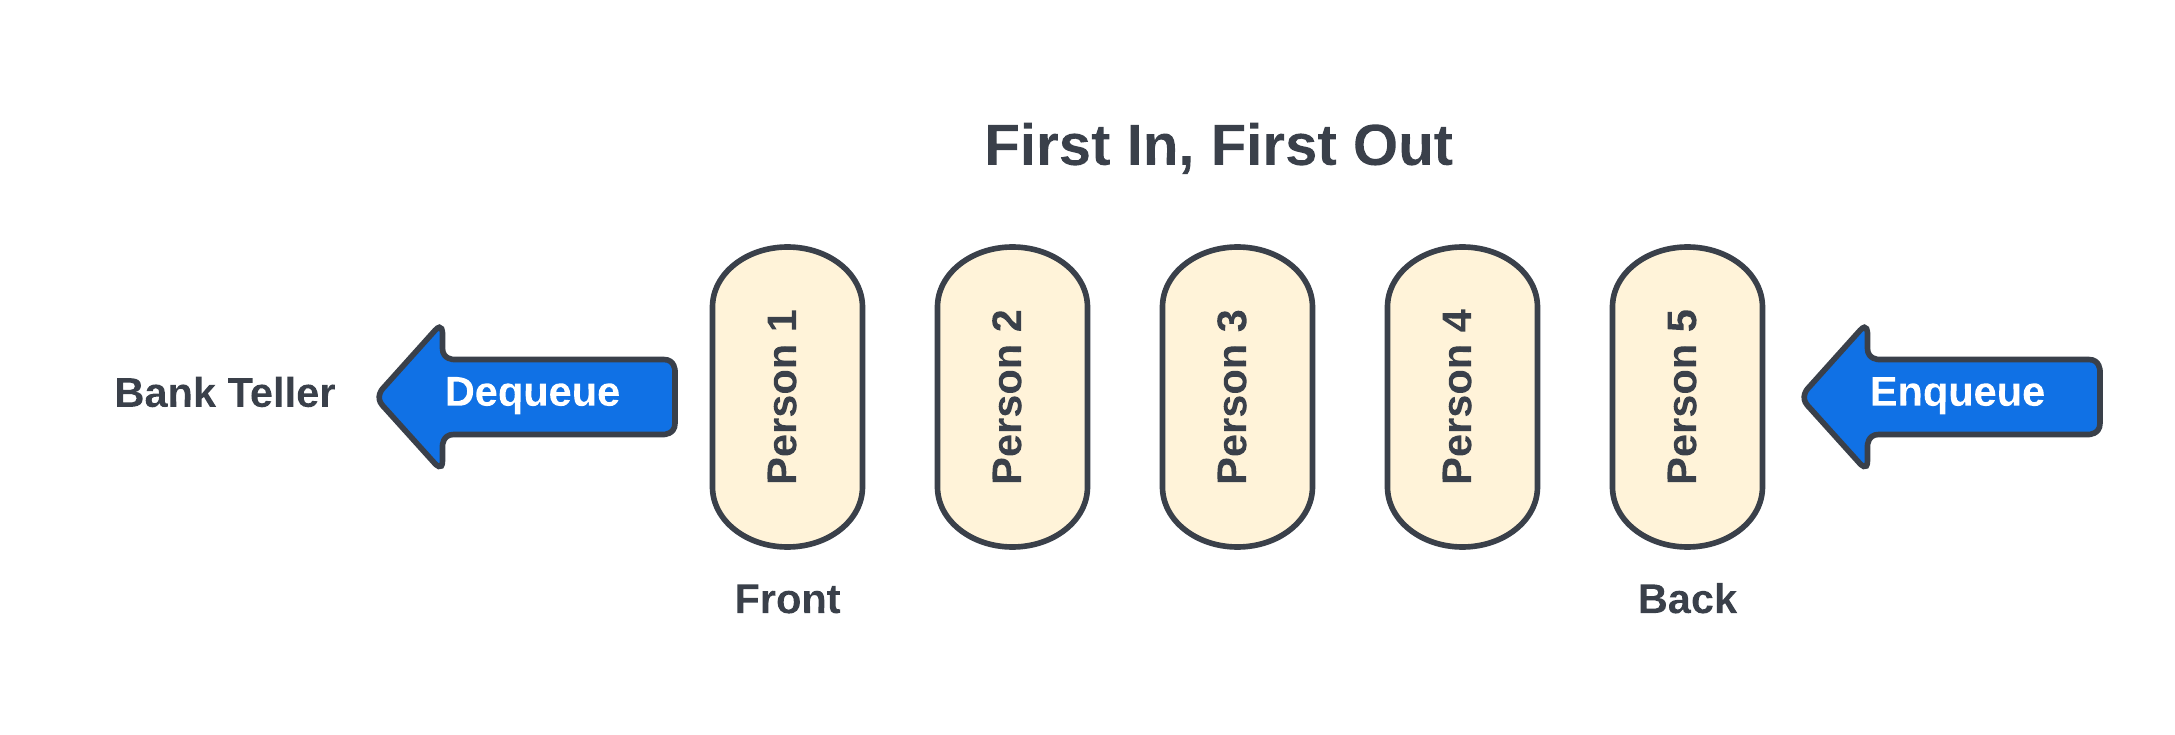 First In, First Out
Bank Teller
Dequeue
Person 1
Person 2
Person 3
Person 4
Person 5
Enqueue
Front
Back